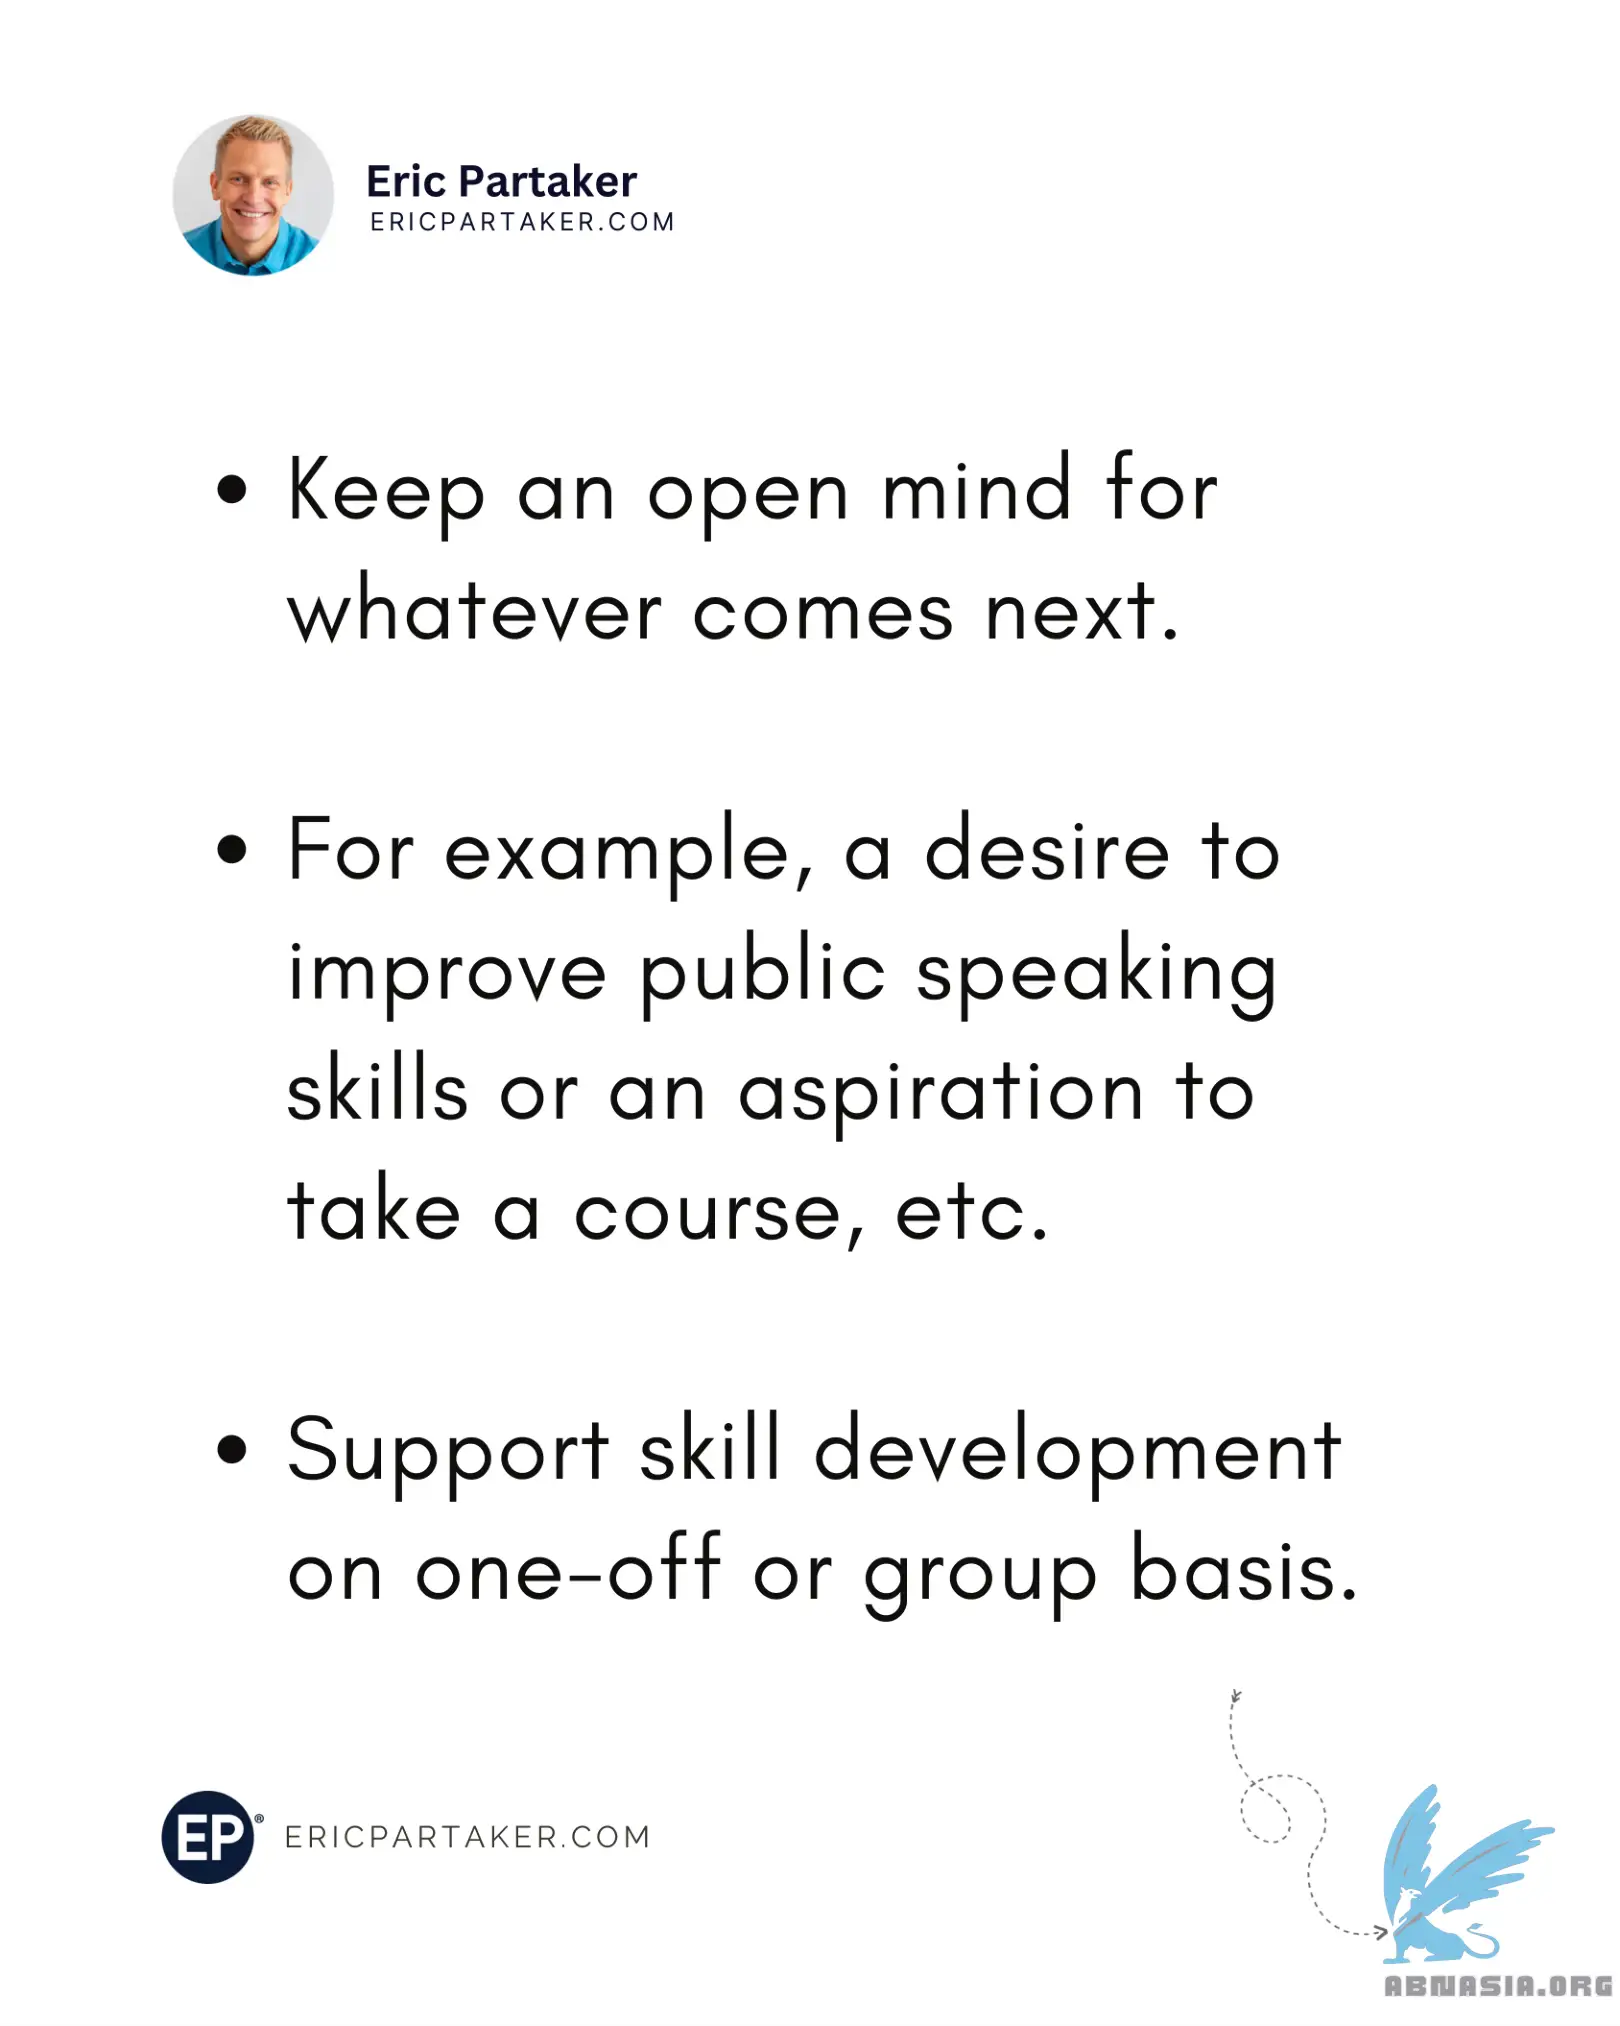 Eric Partaker
ERICPARTAKER.COM
• Keep an open mind for
whatever comes next.
• For example, a desire to
improve public speaking
skills or an aspiration to
take a course, etc.
• Support skill development
on one-off or group basis.
EP® ERICPARTAKER.COM
ABNASIA.ORG